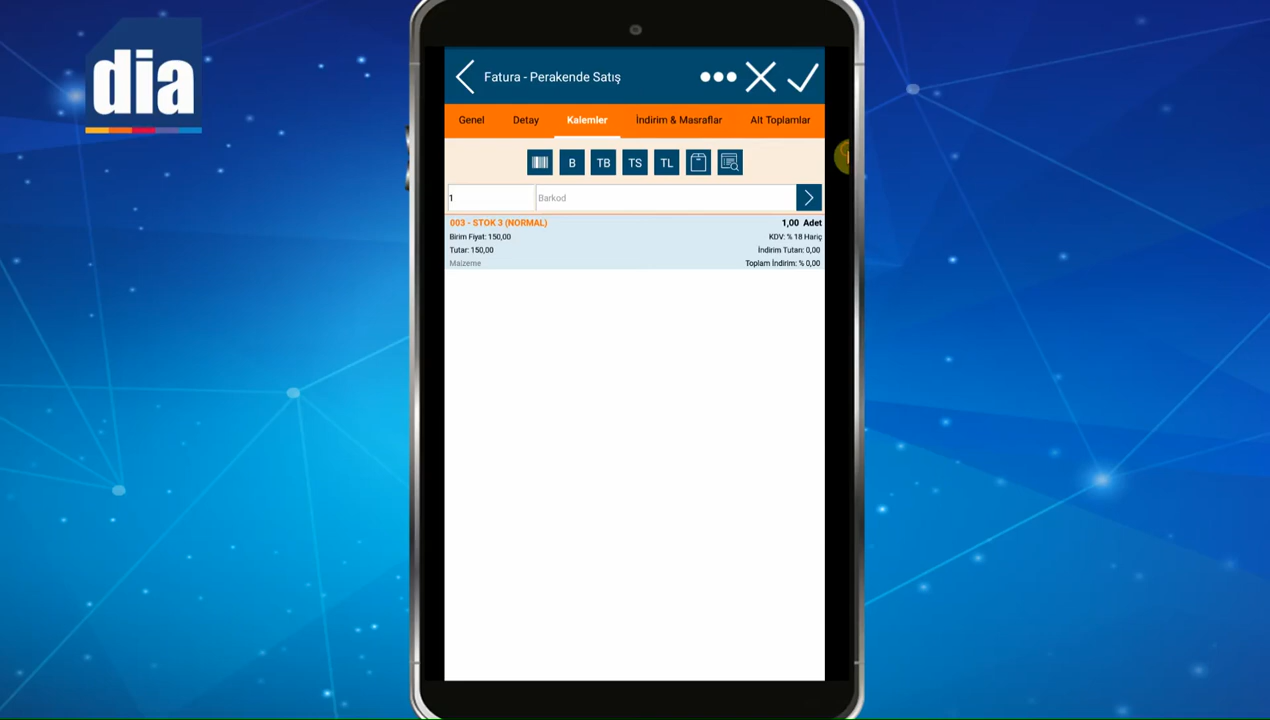 dia
Fatura - Perakende Satış
Genel Detay Kalemler İndirim & Masraflar Alt Toplamlar
B TB TS TL
1 Barkod
003 - STOK 3 (NORMAL) 1,00 Adet
Birim Fiyat: 150,00 KDV: % 18 Hariç
Tutar: 150,00 İndirim Tutarı: 0,00
Malzeme Toplam İndirim: % 0,00